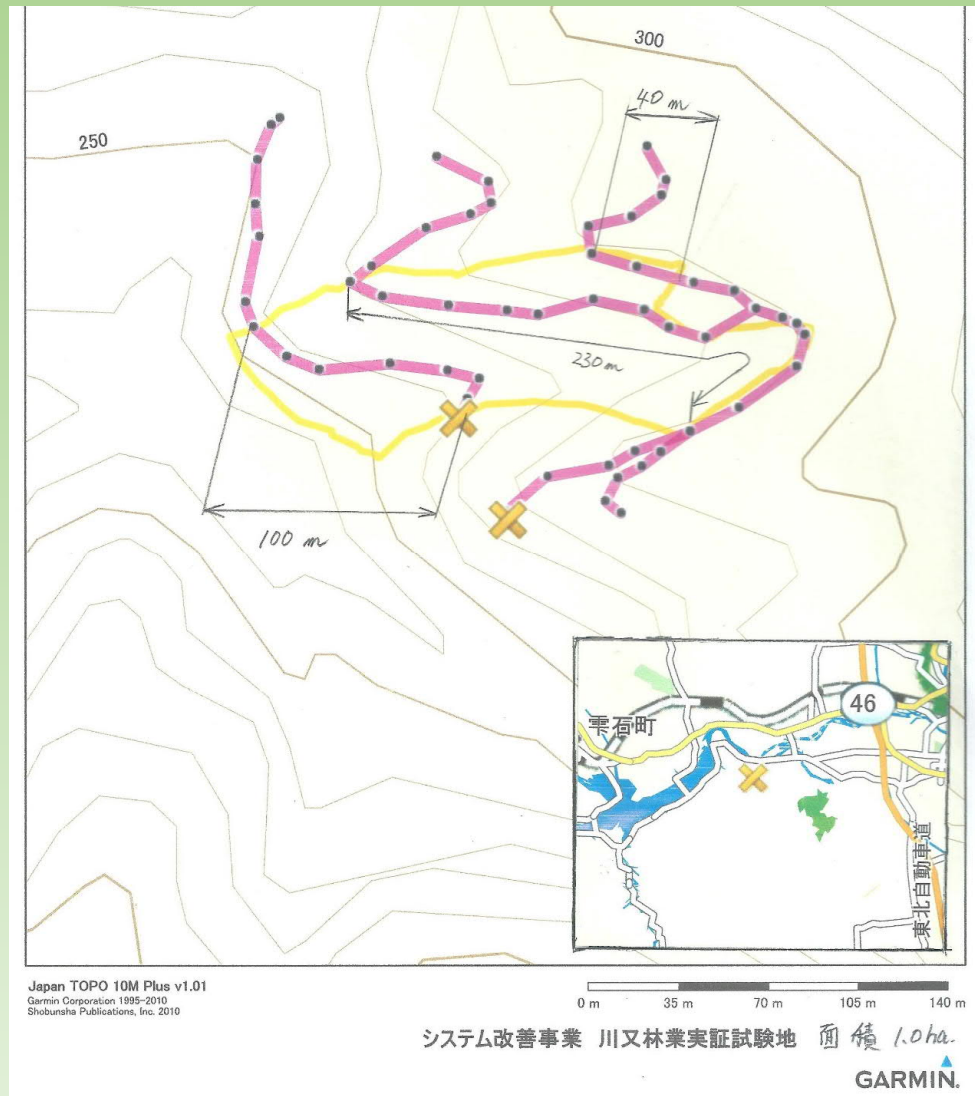 300
40 m
250
230 m
100 m
46
雫石町
東北自動車道
Japan TOPO 10M Plus v1.01
Garmin Corporation 1995-2010
Shobunsha Publications, Inc. 2010
0 m 35 m 70 m 105 m 140 m
システム改善事業 川又林業実証試験地 面積 1.0ha.
GARMIN.